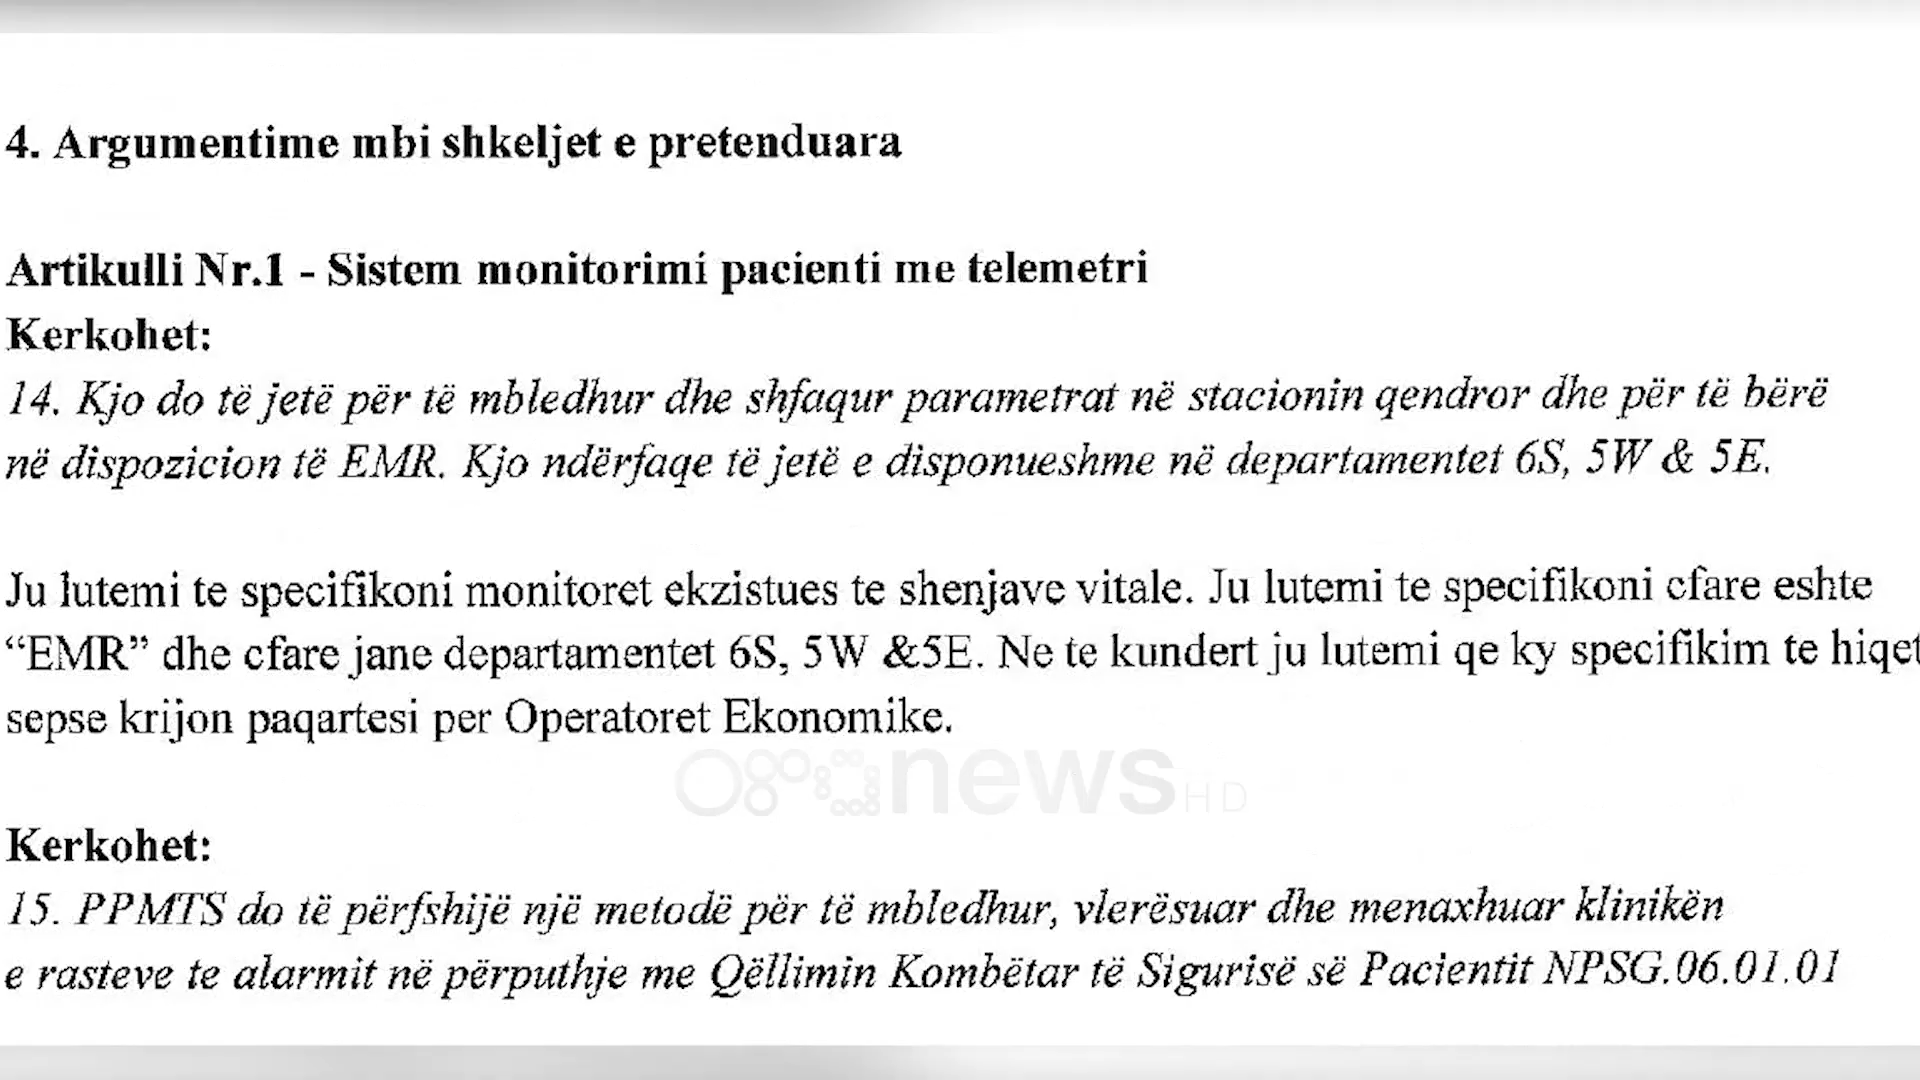 4. Argumentime mbi shkeljet e pretenduara
Artikulli Nr.1 - Sistem monitorimi pacienti me telemetri
Kerkohet:
14. Kjo do të jetë për të mbledhur dhe shfaqur parametrat në stacionin qendror dhe për të bërë
në dispozicion të EMR. Kjo ndërfaqe të jetë e disponueshme në departamentet 6S, 5W & 5E.
Ju lutemi te specifikoni monitoret ekzistues te shenjave vitale. Ju lutemi te specifikoni cfare eshte
“EMR” dhe cfare jane departamentet 6S, 5W &5E. Ne te kundert ju lutemi qe ky specifikim te hiqet
sepse krijon paqartesi per Operatoret Ekonomike.
news HD
Kerkohet:
15. PPMTS do të përfshijë një metodë për të mbledhur, vlerësuar dhe menaxhuar klinikën
e rasteve te alarmit në përputhje me Qëllimin Kombëtar të Sigurisë së Pacientit NPSG.06.01.01